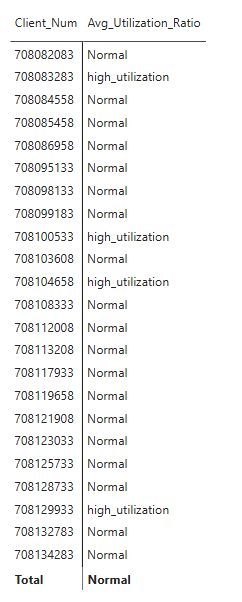 Client_Num Avg_Utilization_Ratio
708082083 Normal
708083283 high_utilization
708084558 Normal
708085458 Normal
708086958 Normal
708095133 Normal
708098133 Normal
708099183 Normal
708100533 high_utilization
708103608 Normal
708104658 high_utilization
708108333 Normal
708112008 Normal
708113208 Normal
708117933 Normal
708119658 Normal
708121908 Normal
708123033 Normal
708125733 Normal
708128733 Normal
708129933 high_utilization
708132783 Normal
708134283 Normal
Total Normal